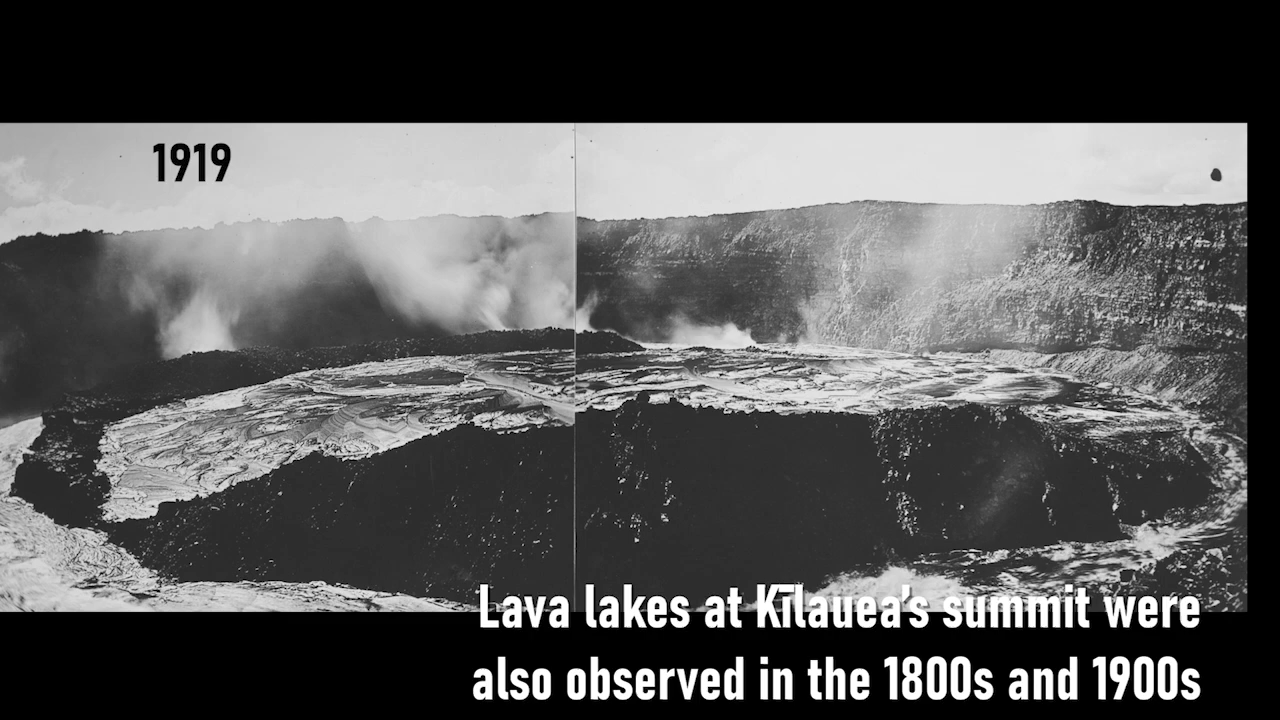 1919
Lava lakes at Kīlauea's summit were
also observed in the 1800s and 1900s